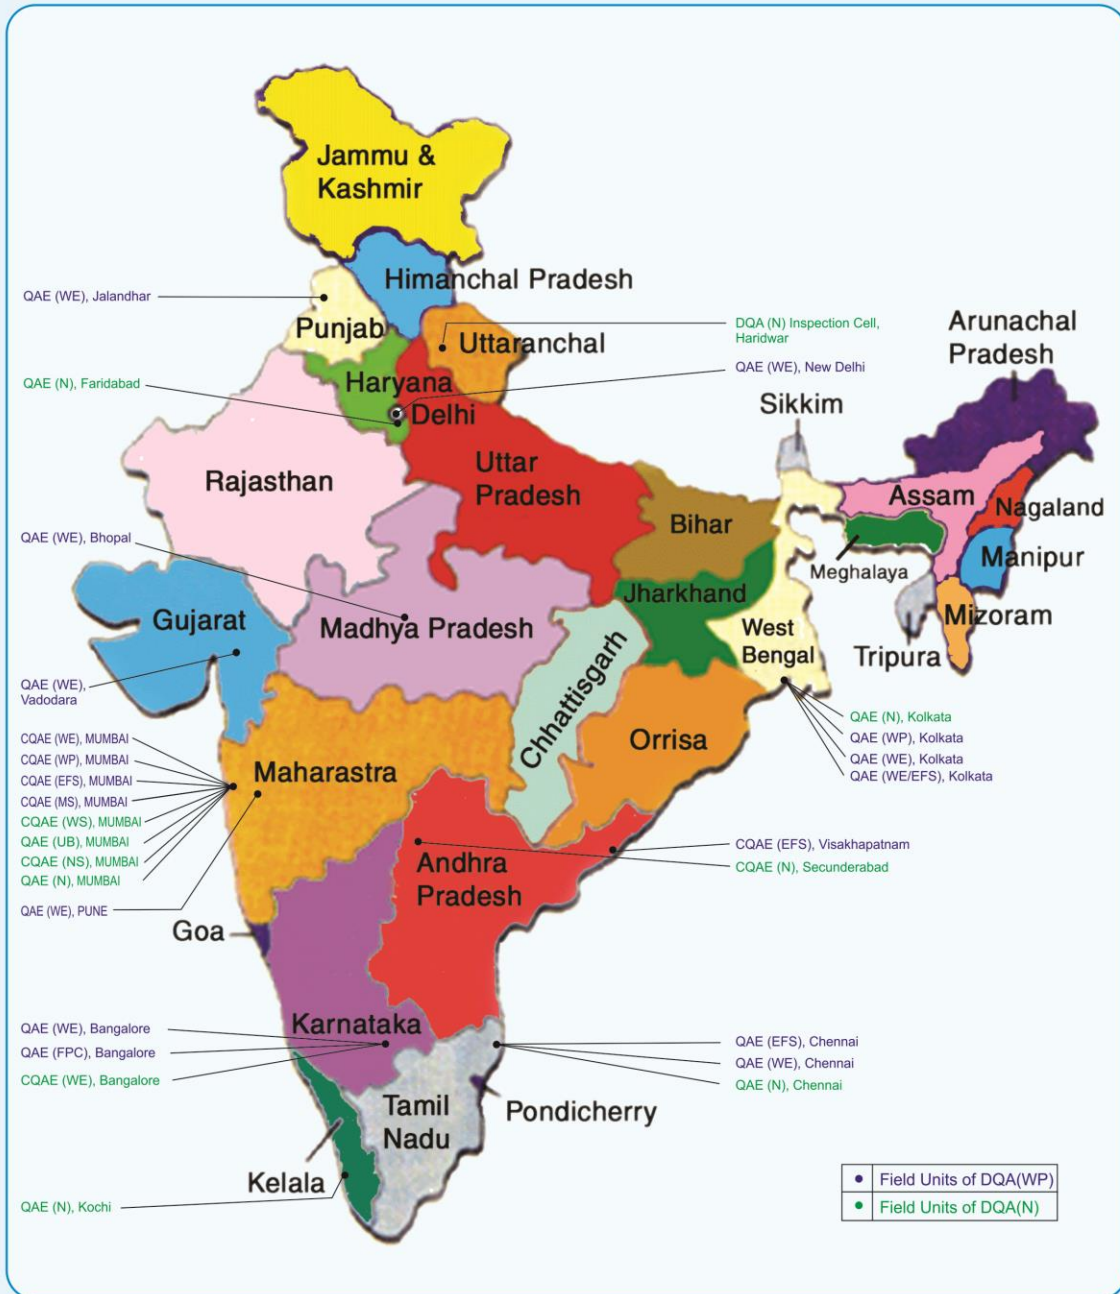 Jammu &
Kashmir
Himanchal Pradesh
QAE (WE), Jalandhar
Punjab
Uttaranchal
DQA (N) Inspection Cell,
Haridwar
Arunachal
Pradesh
QAE (N), Faridabad
Haryana
Delhi
QAE (WE), New Delhi
Sikkim
Rajasthan
Uttar
Pradesh
Bihar
Assam
Nagaland
Manipur
Meghalaya
Mizoram
Tripura
QAE (WE), Bhopal
Gujarat
Madhya Pradesh
Jharkhand
West
Bengal
Chhattisgarh
Orrisa
QAE (WE),
Vadodara
QAE (N), Kolkata
QAE (WP), Kolkata
QAE (WE), Kolkata
QAE (WE/EFS), Kolkata
CQAE (WE), MUMBAI
CQAE (WP), MUMBAI
CQAE (EFS), MUMBAI
CQAE (MS), MUMBAI
CQAE (WS), MUMBAI
QAE (UB), MUMBAI
CQAE (NS), MUMBAI
QAE (N), MUMBAI
QAE (WE), PUNE
Maharastra
Andhra
Pradesh
CQAE (EFS), Visakhapatnam
CQAE (N), Secunderabad
Goa
Karnataka
QAE (WE), Bangalore
QAE (FPC), Bangalore
CQAE (WE), Bangalore
QAE (EFS), Chennai
QAE (WE), Chennai
QAE (N), Chennai
Tamil
Nadu
Pondicherry
Kelala
QAE (N), Kochi
Field Units of DQA(WP)
Field Units of DQA(N)